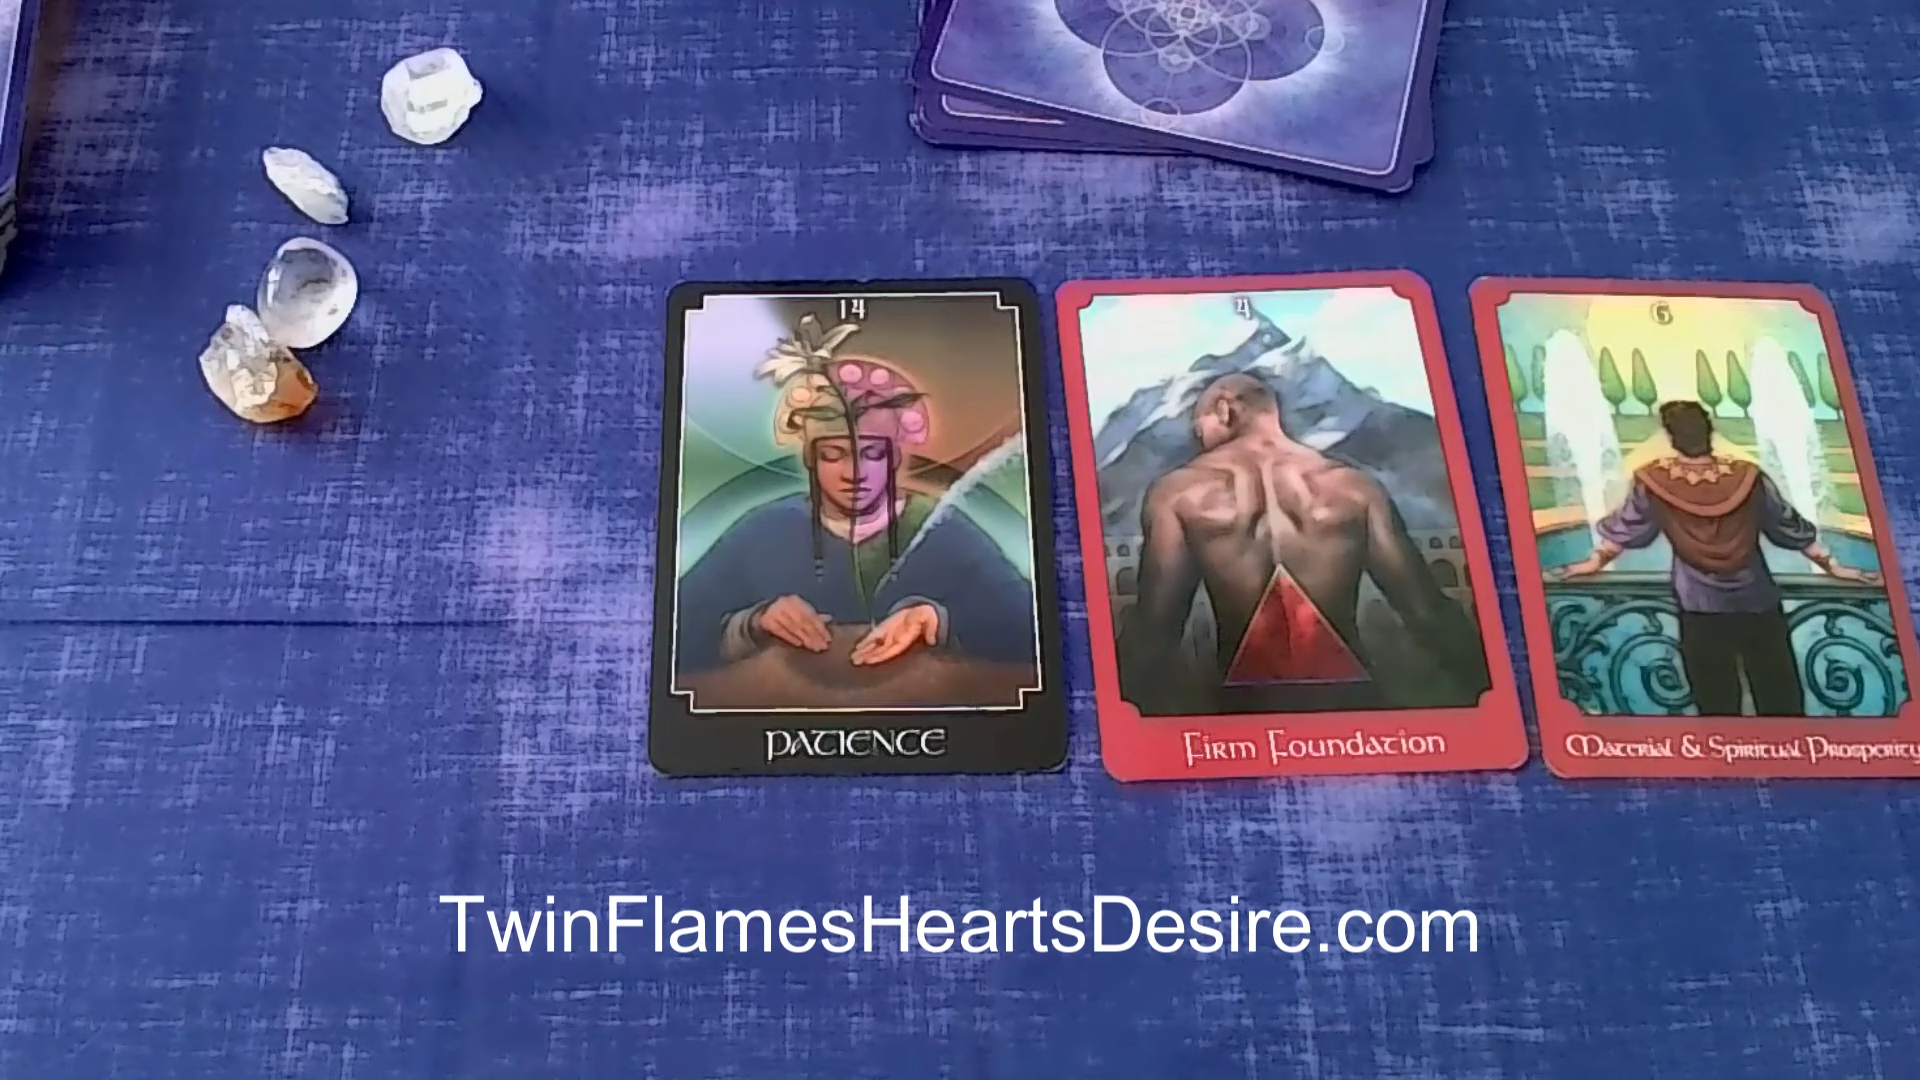 14
4
6
PATIENCE
Firm Foundation
Material & Spiritual Prosperity
TwinFlamesHeartsDesire.com